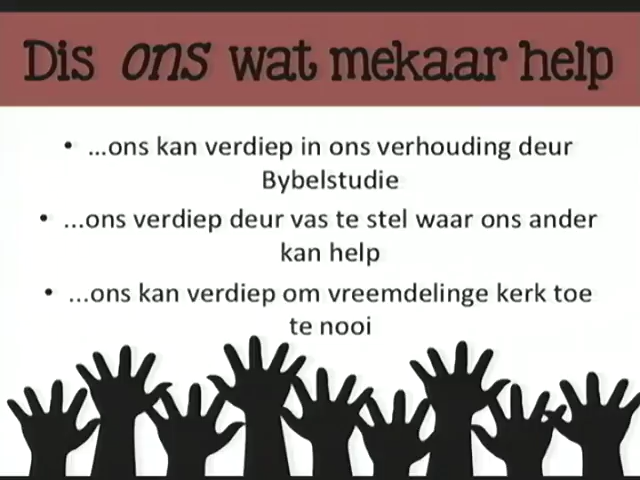 Dis ons wat mekaar help
• ...ons kan verdiep in ons verhouding deur
Bybelstudie
• ...ons verdiep deur vas te stel waar ons ander
kan help
• ...ons kan verdiep om vreemdelinge kerk toe
te nooi